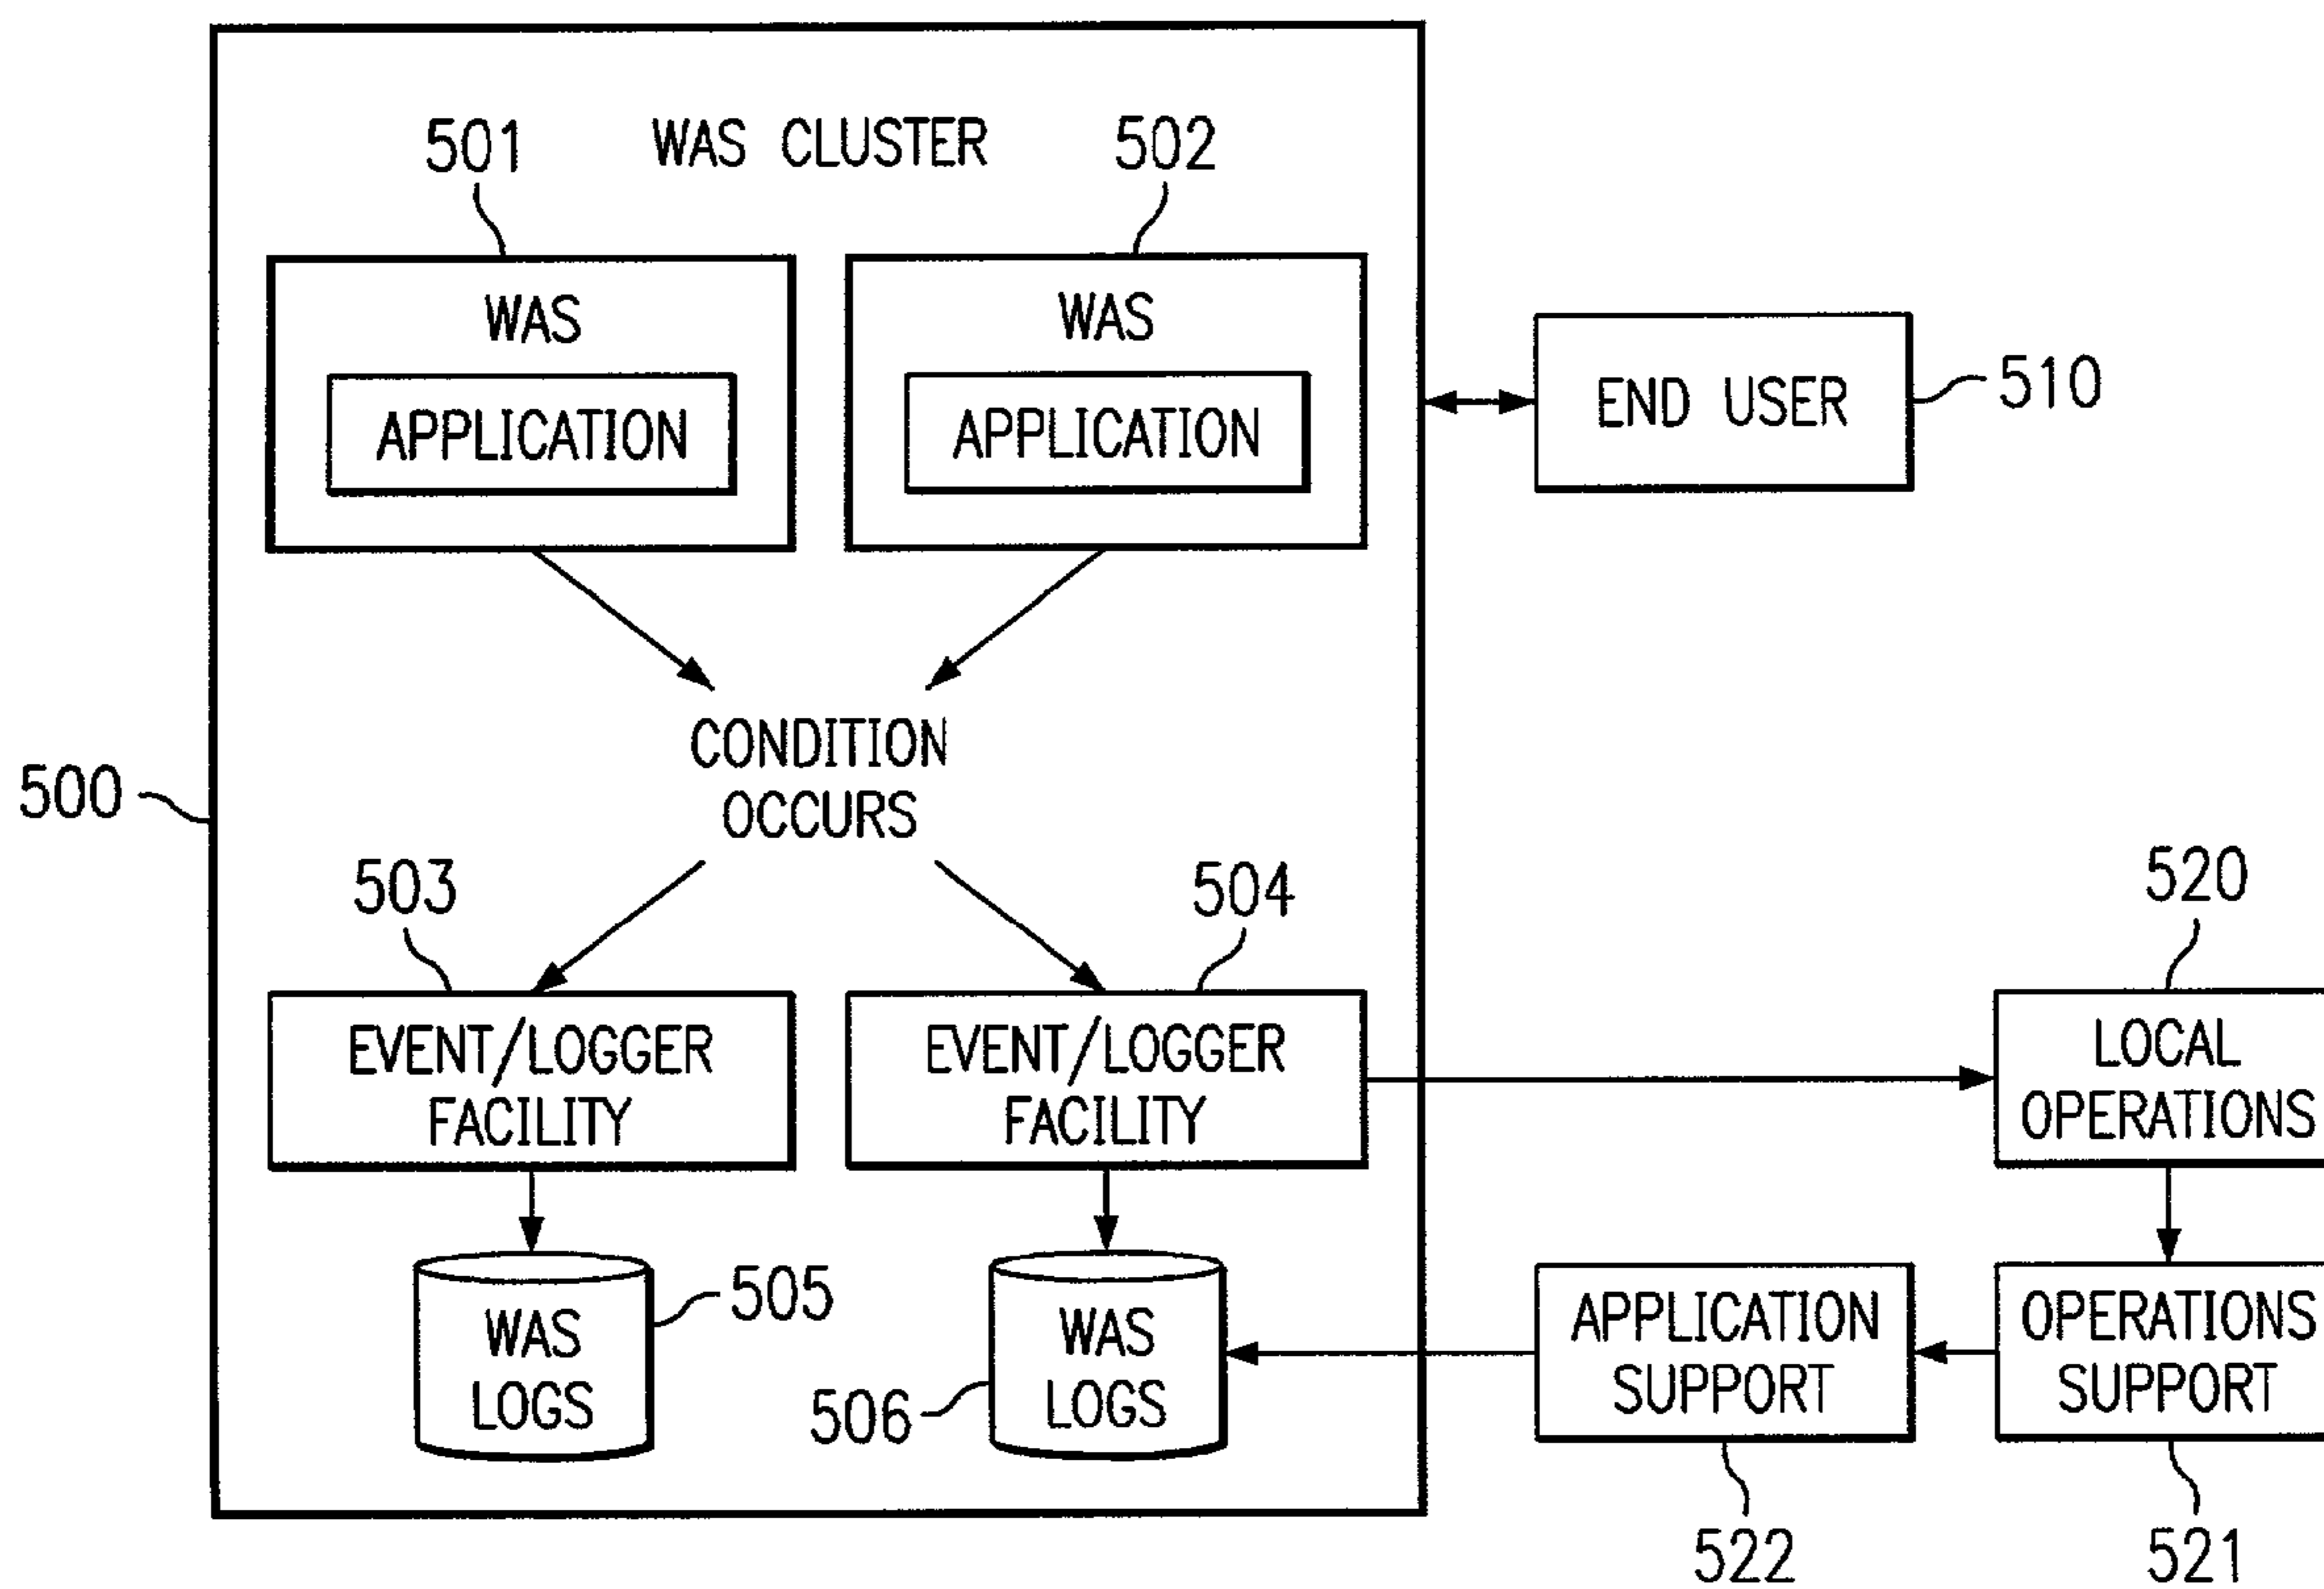 501
WAS CLUSTER
502
WAS
APPLICATION
WAS
APPLICATION
END USER
510
CONDITION
OCCURS
500
503
504
520
EVENT/LOGGER
FACILITY
EVENT/LOGGER
FACILITY
LOCAL
OPERATIONS
WAS
LOGS
505
506
WAS
LOGS
APPLICATION
SUPPORT
OPERATIONS
SUPPORT
522
521